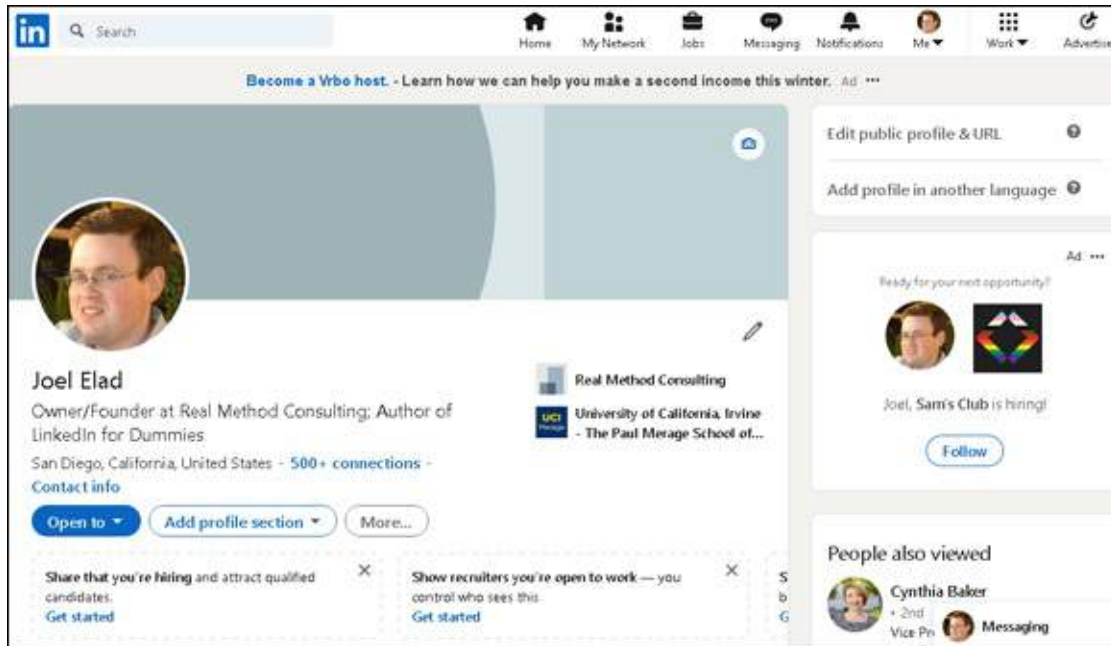 in
Search
Home
My Network
Jobs
Messaging
Notifications
Me
Work
Advertise
Become a Vrbo host. - Learn how we can help you make a second income this winter. Ad •••
Edit public profile & URL
Add profile in another language
Ad •••
Ready for your next opportunity?
Joel, Sam's Club is hiring!
Follow
Joel Elad
Owner/Founder at Real Method Consulting; Author of
LinkedIn for Dummies
San Diego, California, United States - 500+ connections -
Contact info
Real Method Consulting
UCI
University of California, Irvine
- The Paul Merage School of...
Open to
Add profile section
More...
Share that you're hiring and attract qualified
candidates.
Get started
Show recruiters you're open to work — you
control who sees this
Get started
S
b
G
People also viewed
Cynthia Baker
• 2nd
Vice Pr
Messaging